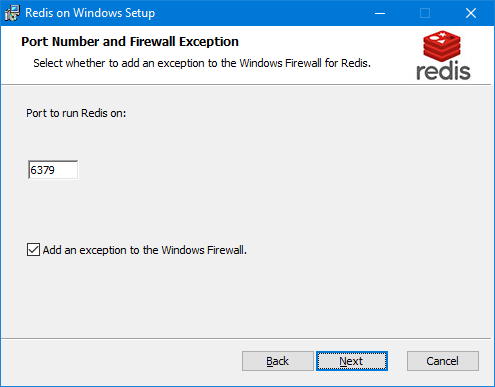 Redis on Windows Setup
Port Number and Firewall Exception
Select whether to add an exception to the Windows Firewall for Redis.
redis
Port to run Redis on:
6379
Add an exception to the Windows Firewall.
Back
Next
Cancel